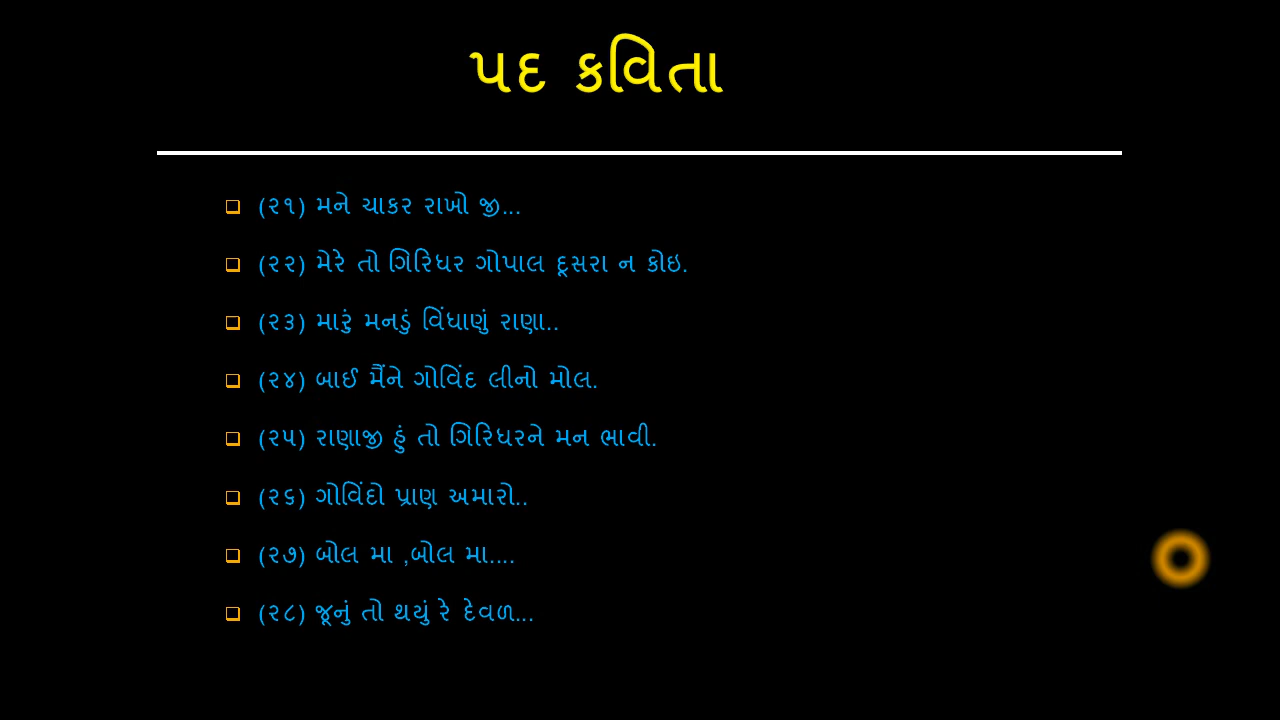 પદ કવિતા
(૨૧) મને ચાકર રાખો જી...
(૨૨) મેરે તો ગિરિધર ગોપાલ દૂસરા ન કોઇ.
(૨૩) મારું મનડું વિંધાણું રાણા..
(૨૪) બાઈ મૈંને ગોવિંદ લીનો મોલ.
(૨૫) રાણાજી હું તો ગિરિધરને મન ભાવી.
(૨૬) ગોવિંદો પ્રાણ અમારો..
(૨૭) બોલ મા ,બોલ મા....
(૨૮) જૂનું તો થયું રે દેવળ...